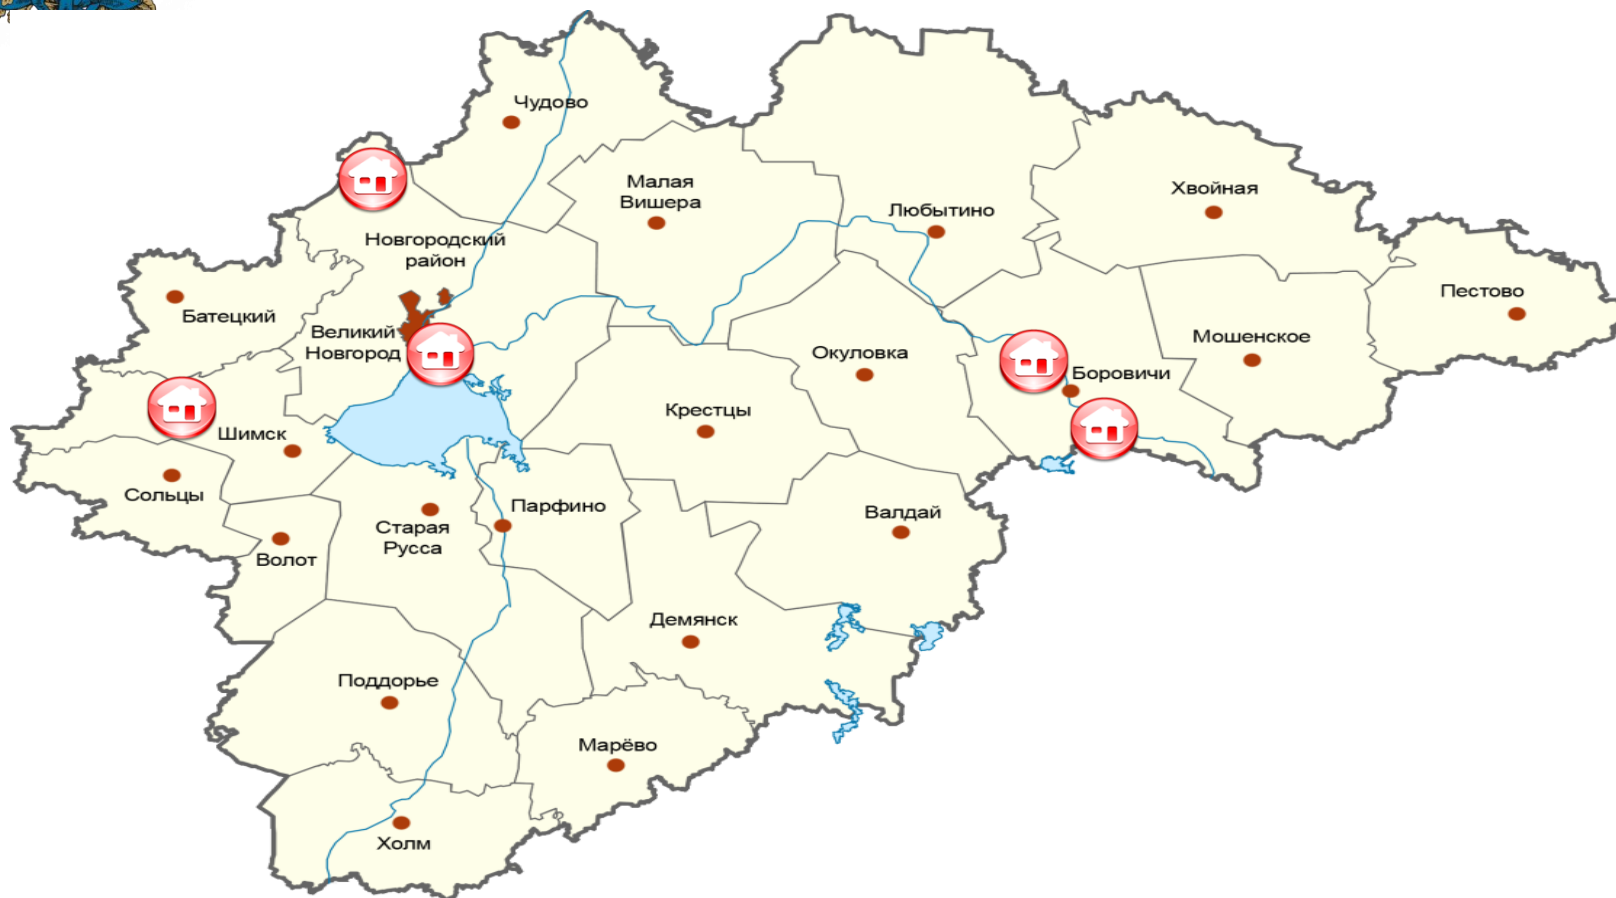 Чудово
Малая
Вишера
Хвойная
Любытино
Новгородский
район
Батецкий
Пестово
Великий
Новгород
Мошенское
Окуловка
Боровичи
Крестцы
Шимск
Сольцы
Парфино
Валдай
Старая
Русса
Волот
Демянск
Поддорье
Марёво
Холм